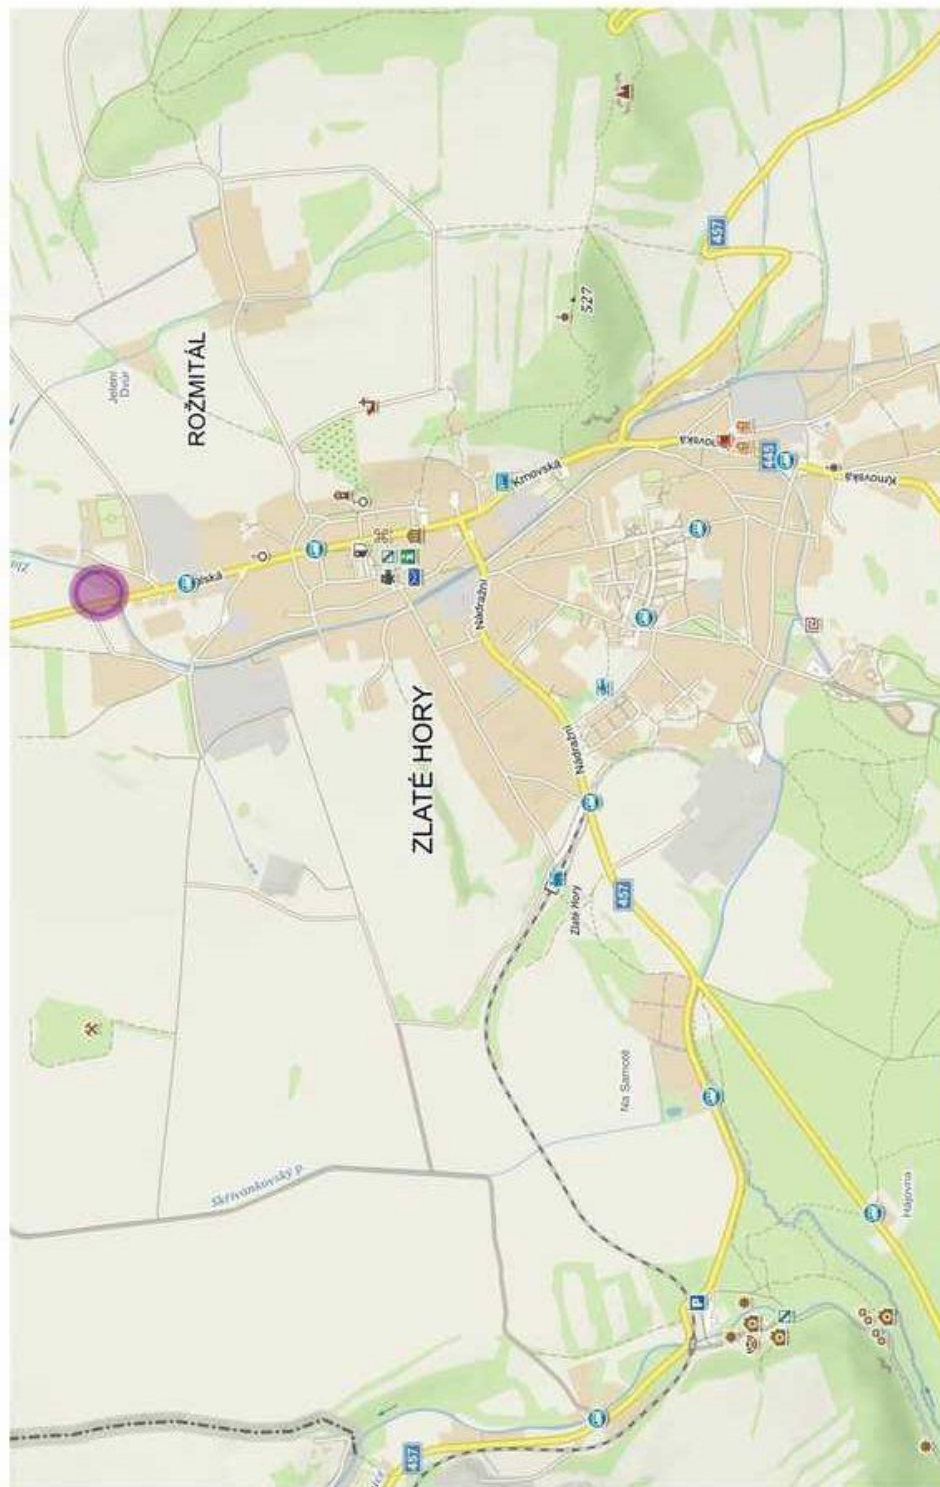 ROŽMITÁL
Jelení
Dvůr
457
527
Krnovská
445
Krnovská
Nádražní
ZLATÉ HORY
Nádražní
457
Zlaté Hory
Na Samotě
Skřivánkovský p.
Hájovna
P
457